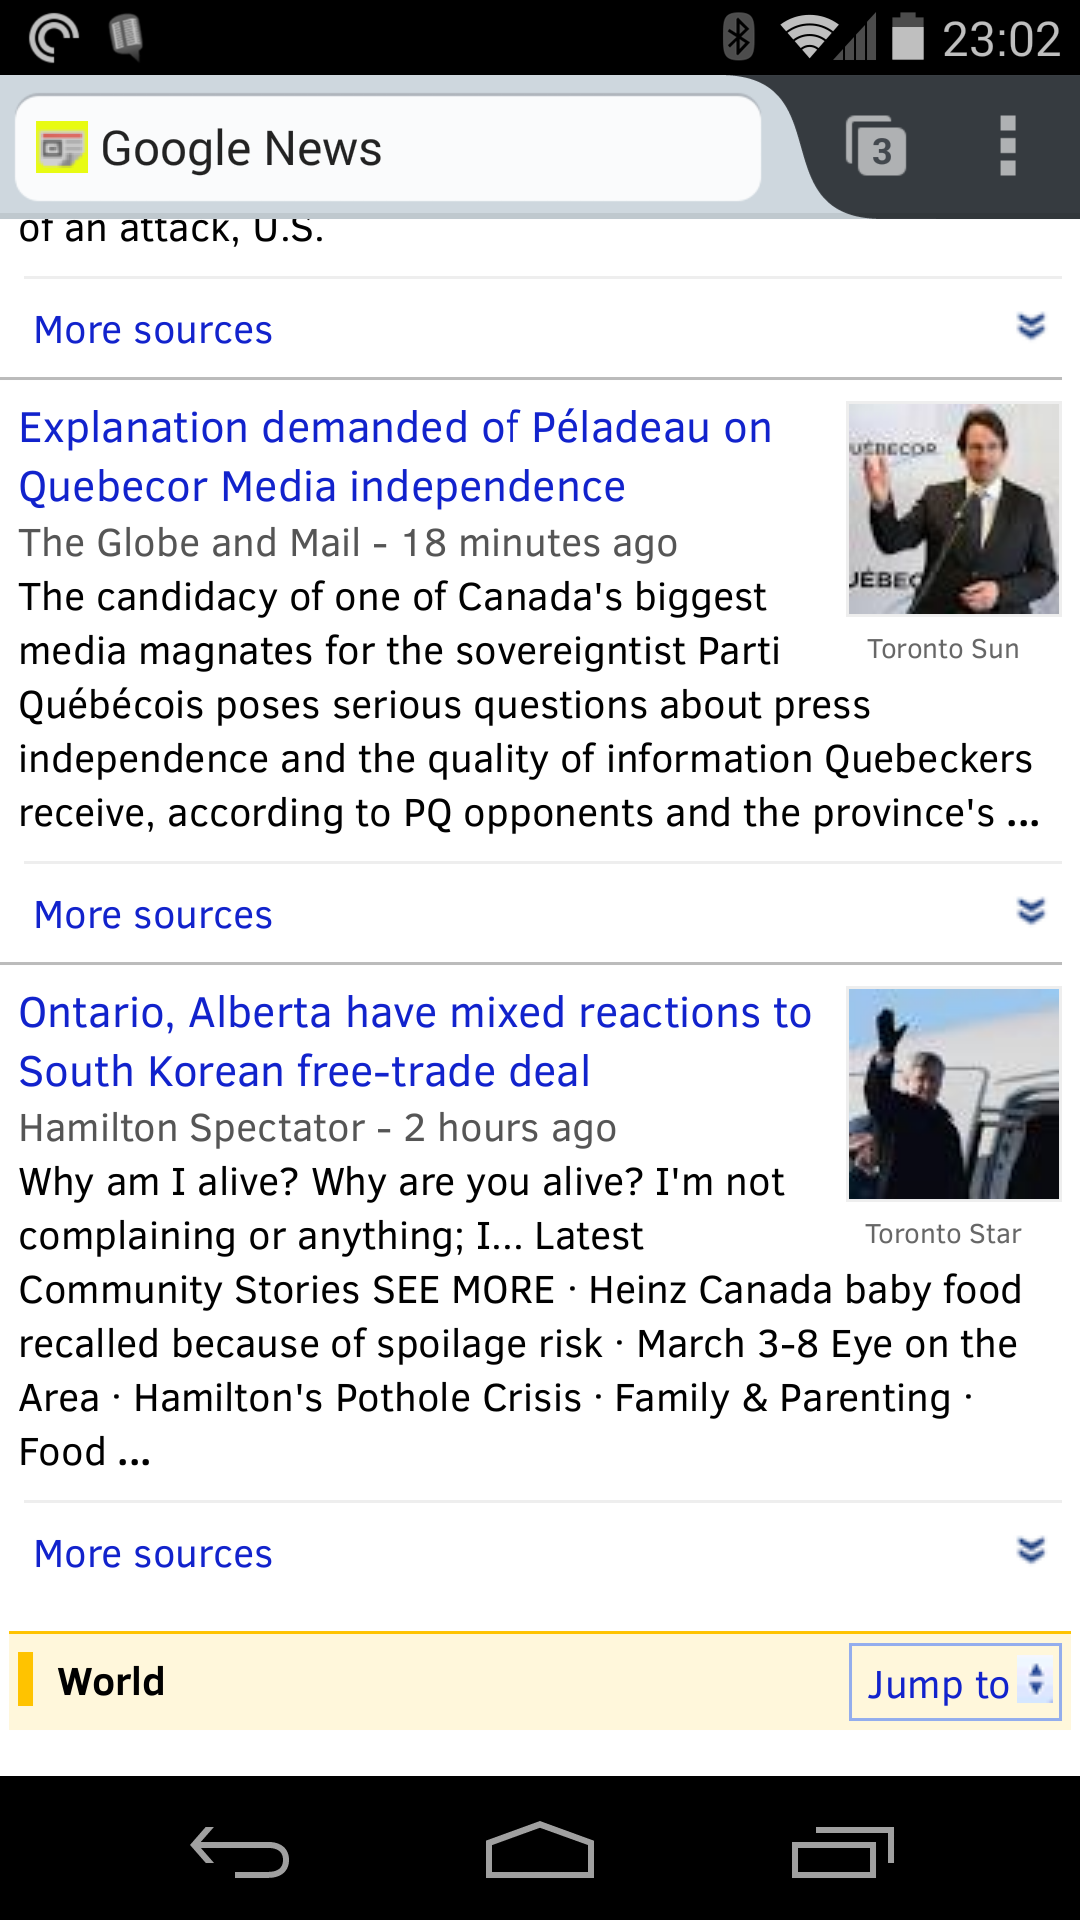 23:02
Google News
3
of an attack, U.S.
More sources
Explanation demanded of Péladeau on
Quebecor Media independence
The Globe and Mail - 18 minutes ago
The candidacy of one of Canada's biggest
media magnates for the sovereigntist Parti
Québécois poses serious questions about press
independence and the quality of information Quebeckers
receive, according to PQ opponents and the province's ...
UÉBECOR
UÉBEC
Toronto Sun
More sources
Ontario, Alberta have mixed reactions to
South Korean free-trade deal
Hamilton Spectator - 2 hours ago
Why am I alive? Why are you alive? I'm not
complaining or anything; I... Latest
Community Stories SEE MORE · Heinz Canada baby food
recalled because of spoilage risk · March 3-8 Eye on the
Area · Hamilton's Pothole Crisis · Family & Parenting ·
Food ...
Toronto Star
More sources
World
Jump to